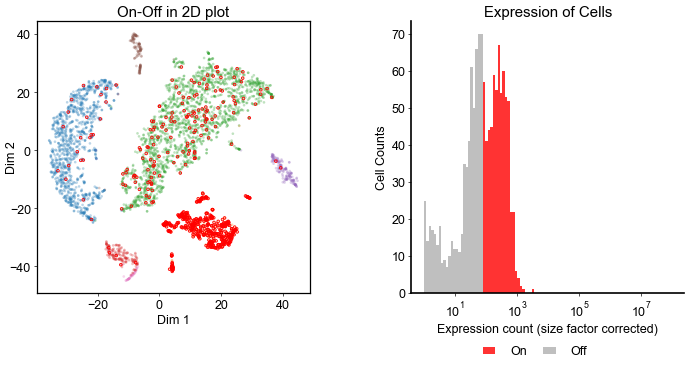 On-Off in 2D plot
40
20
0
−20
−40
Dim 2
−20
0
20
40
Dim 1
Expression of Cells
70
60
50
40
30
20
10
0
Cell Counts
10^1
10^3
10^5
10^7
Expression count (size factor corrected)
On
Off